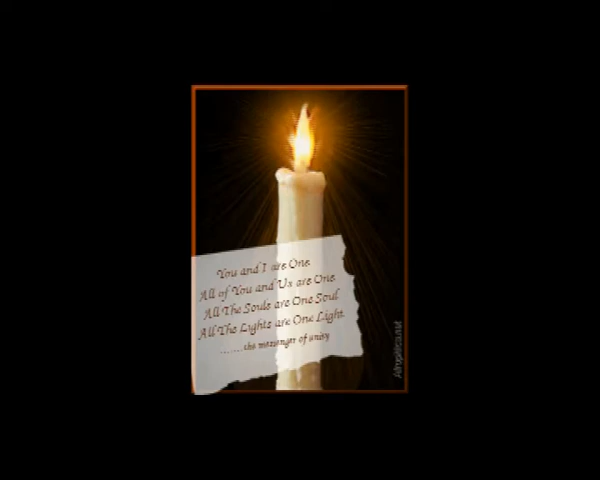 You and I are One
All of You and Us are One
All The Souls are One Soul
All The Lights are One Light
.......the messenger of unity